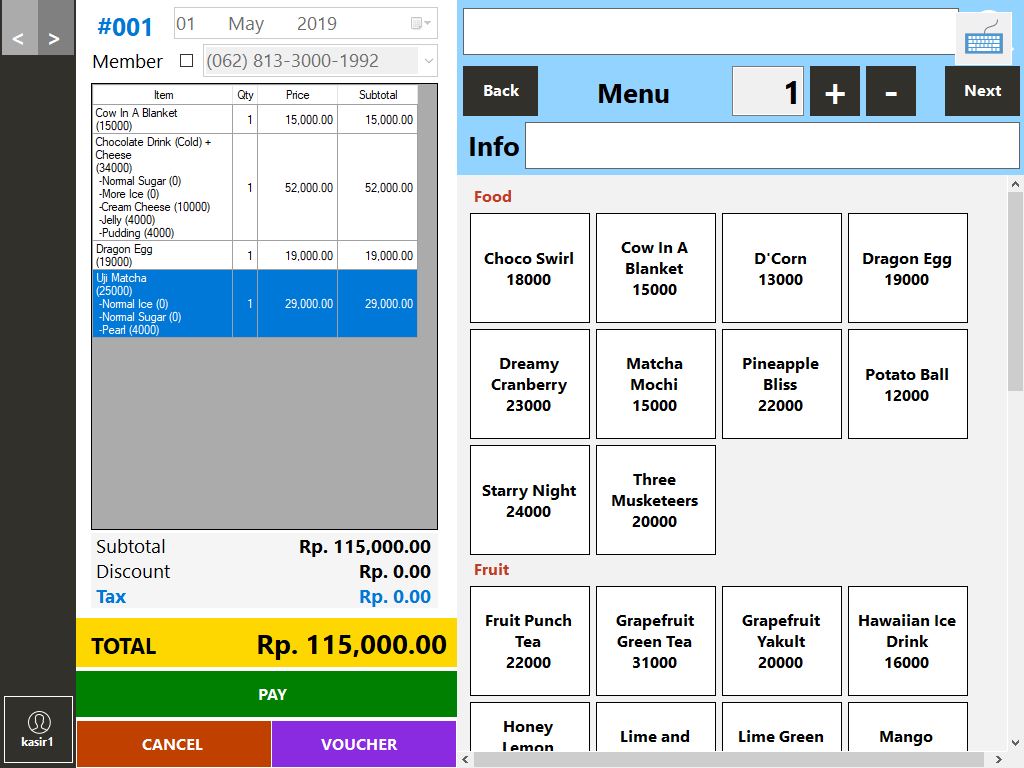 < >
#001
01 May 2019
Member (062) 813-3000-1992
Item Qty Price Subtotal
Cow In A Blanket
(15000) 1 15,000.00 15,000.00
Chocolate Drink (Cold) +
Cheese
(34000)
-Normal Sugar (0) 1 52,000.00 52,000.00
-More Ice (0)
-Cream Cheese (10000)
-Jelly (4000)
-Pudding (4000)
Dragon Egg
(19000) 1 19,000.00 19,000.00
Uji Matcha
(25000)
-Normal Ice (0) 1 29,000.00 29,000.00
-Normal Sugar (0)
-Pearl (4000)
Subtotal Rp. 115,000.00
Discount Rp. 0.00
Tax Rp. 0.00
TOTAL Rp. 115,000.00
PAY
CANCEL VOUCHER
kasir1
Back Menu 1 + - Next
Info
Food
Choco Swirl
18000
Cow In A
Blanket
15000
D'Corn
13000
Dragon Egg
19000
Dreamy
Cranberry
23000
Matcha
Mochi
15000
Pineapple
Bliss
22000
Potato Ball
12000
Starry Night
24000
Three
Musketeers
20000
Fruit
Fruit Punch
Tea
22000
Grapefruit
Green Tea
31000
Grapefruit
Yakult
20000
Hawaiian Ice
Drink
16000
Honey
Lemon
Lime and
Lime Green
Mango